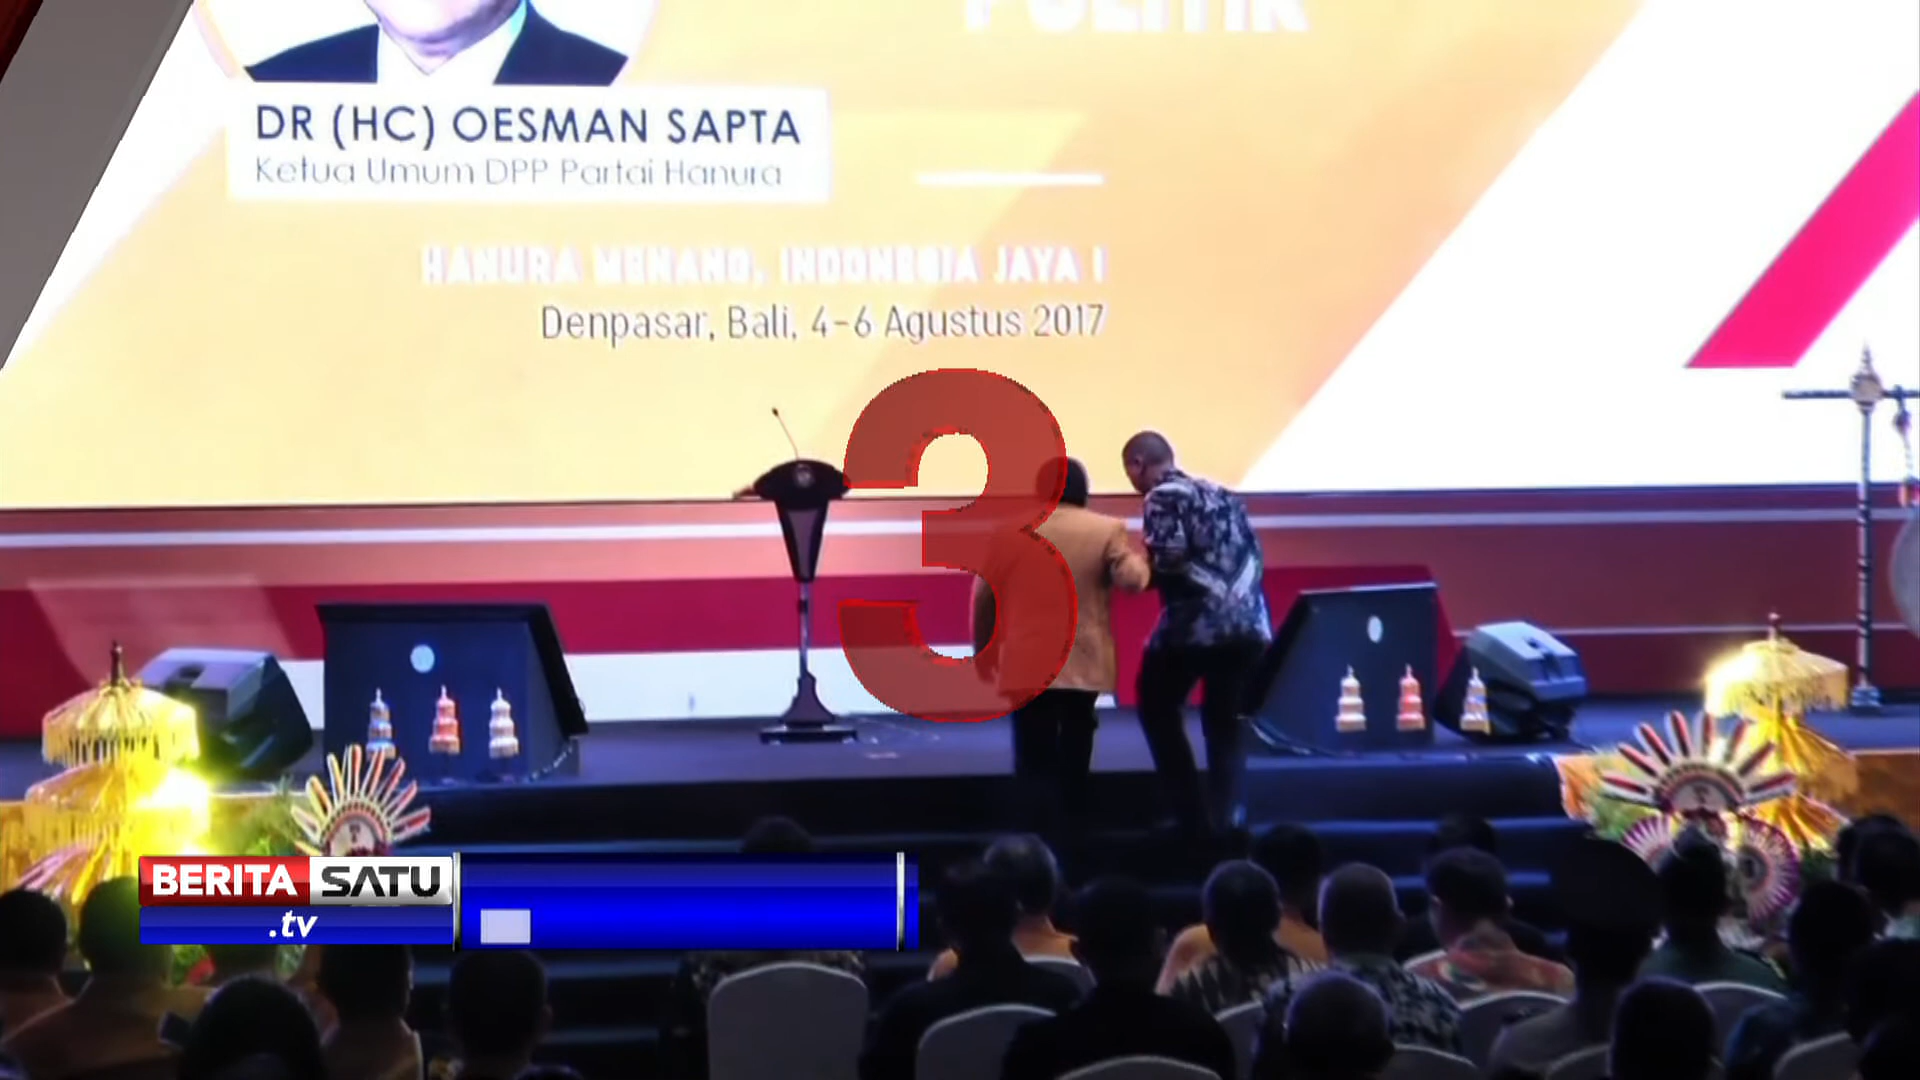 POLITIK
DR (HC) OESMAN SAPTA
Ketua Umum DPP Partai Hanura
HANURA MENANG, INDONESIA JAYA !
Denpasar, Bali, 4-6 Agustus 2017
3
BERITA SATU
.tv